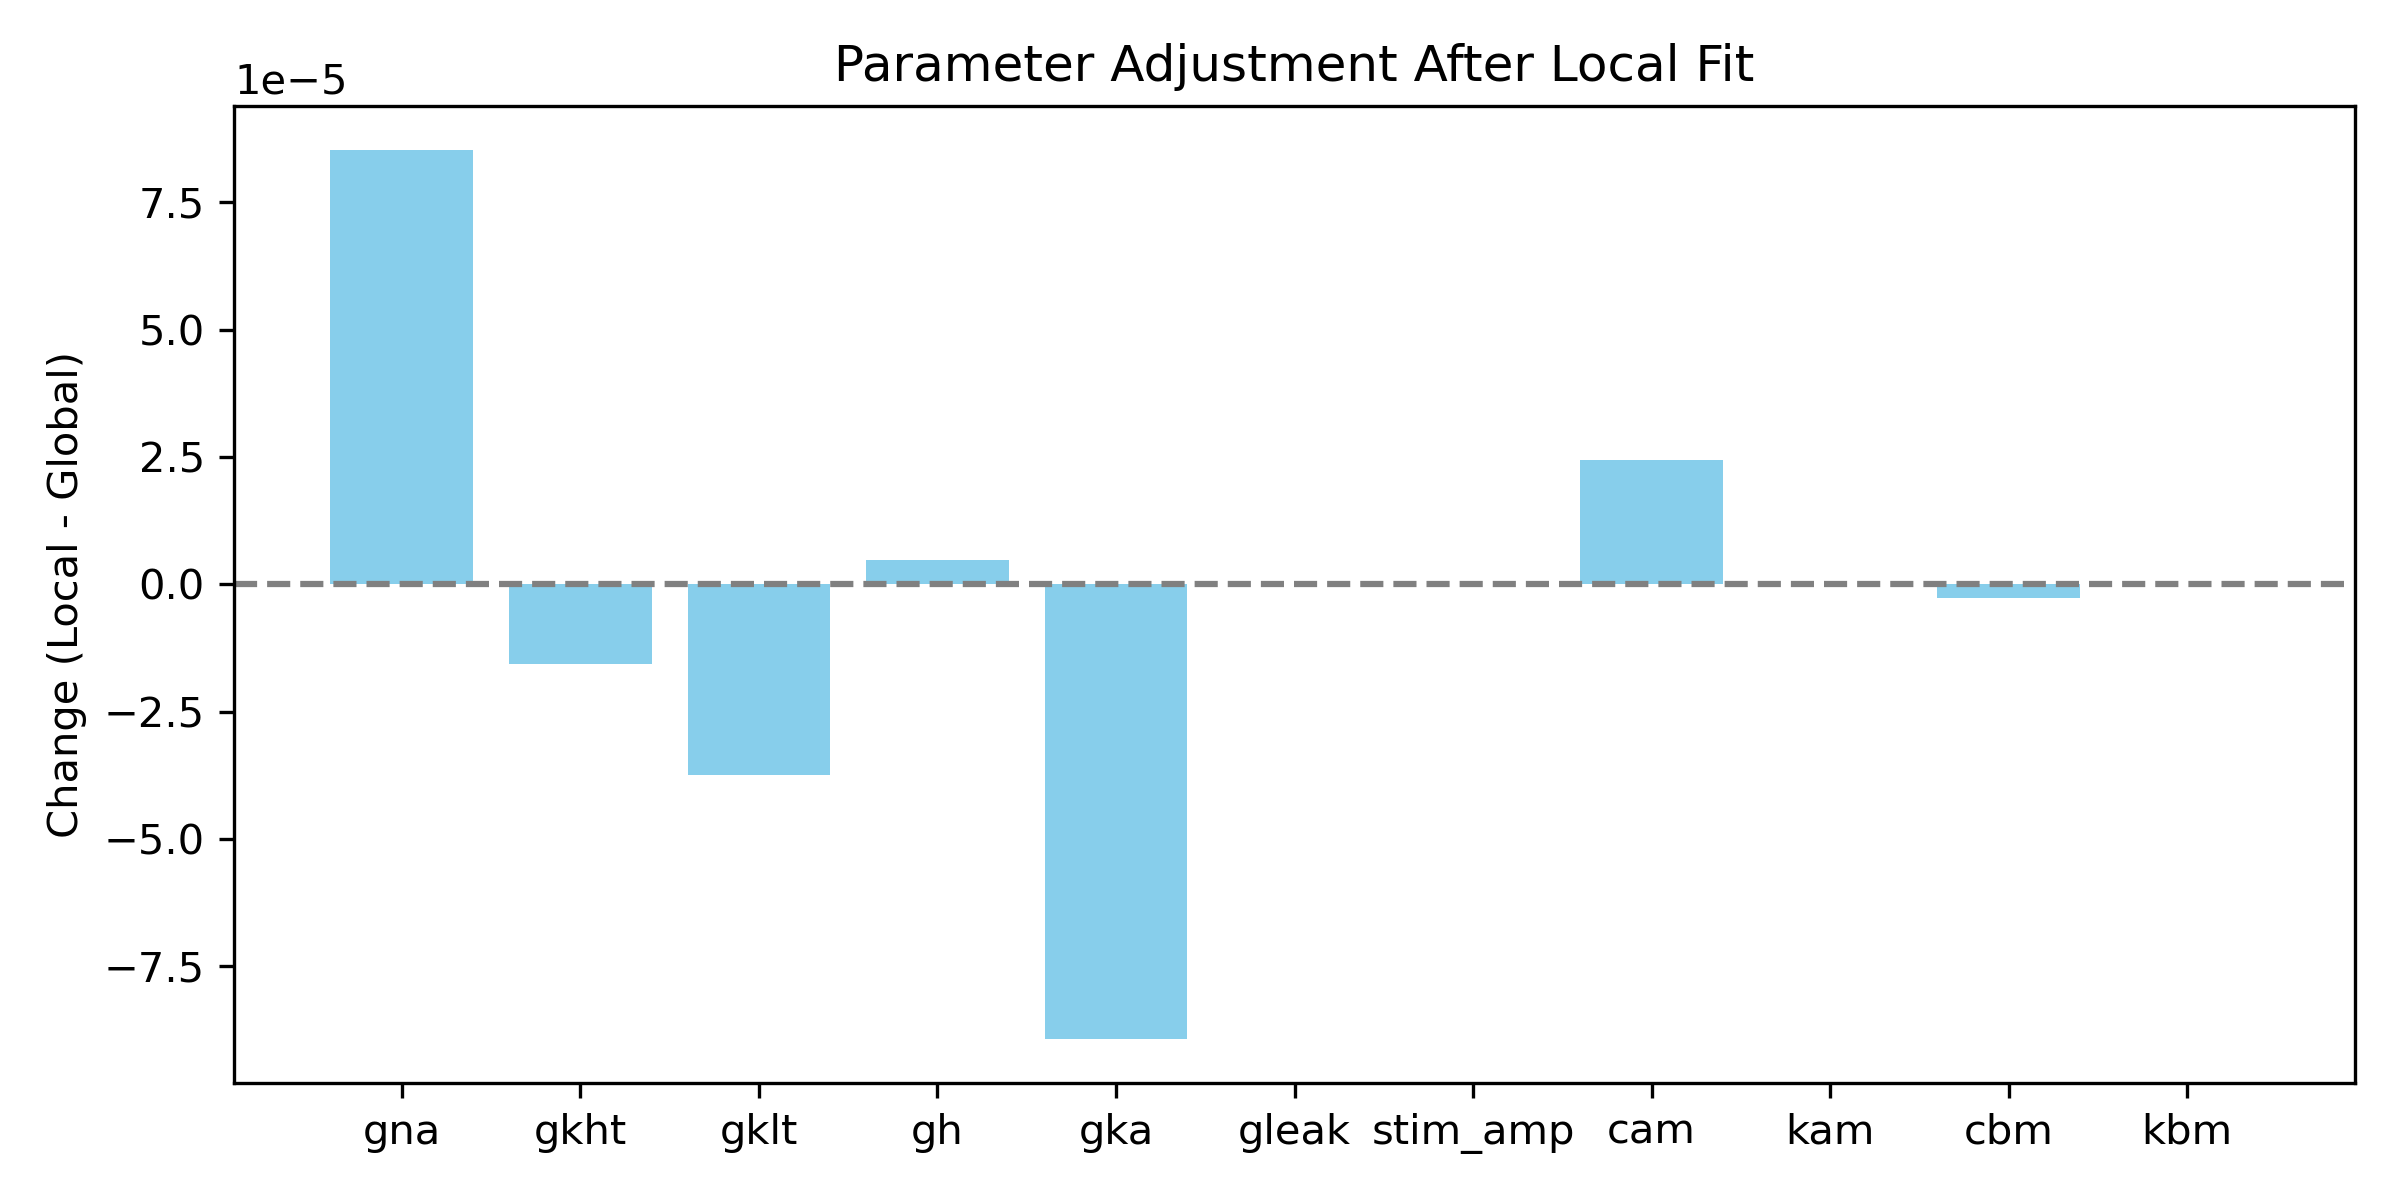 Parameter Adjustment After Local Fit
1e−5
7.5
5.0
2.5
0.0
−2.5
−5.0
−7.5
Change (Local - Global)
gna gkht gklt gh gka gleak stim_amp cam kam cbm kbm